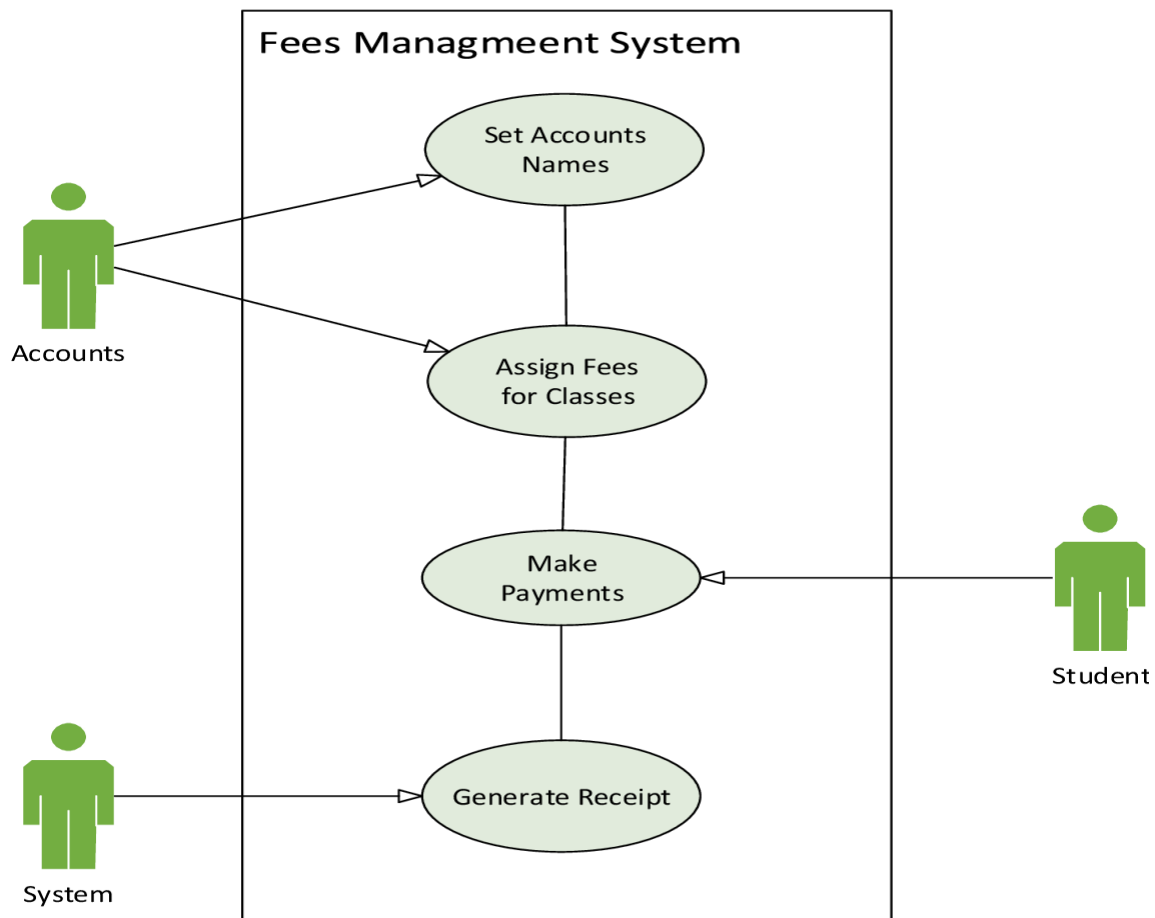 Fees Managmeent System
Set Accounts
Names
Accounts
Assign Fees
for Classes
Make
Payments
Student
Generate Receipt
System